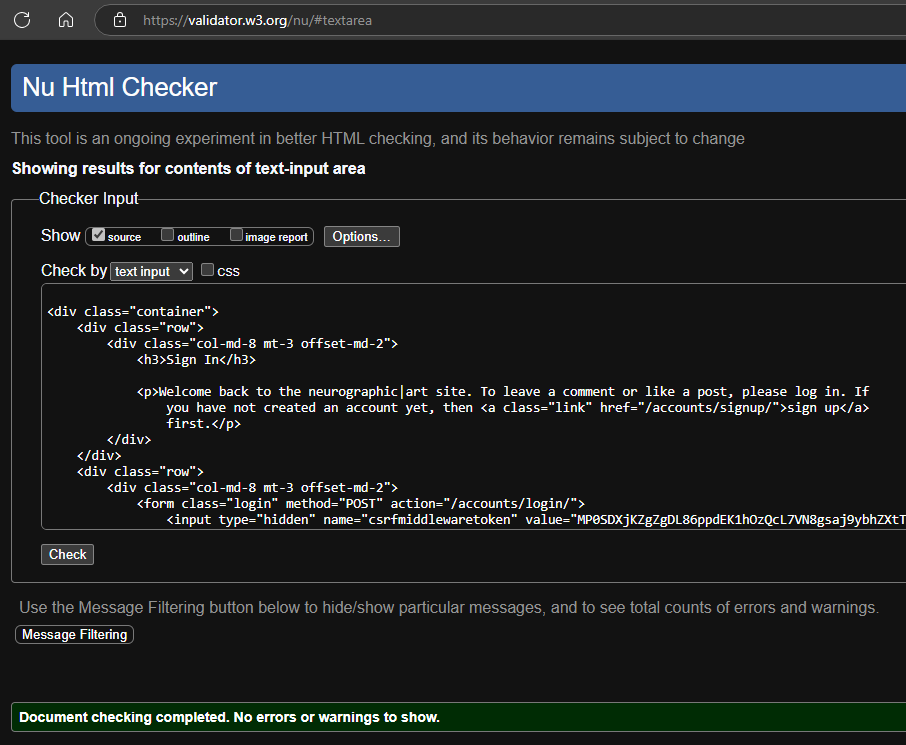 https://validator.w3.org/nu/#textarea
Nu Html Checker
This tool is an ongoing experiment in better HTML checking, and its behavior remains subject to change
Showing results for contents of text-input area
Checker Input
Show source outline image report Options...
Check by text input css
<div class="container">
<div class="row">
<div class="col-md-8 mt-3 offset-md-2">
<h3>Sign In</h3>
<p>Welcome back to the neurographic|art site. To leave a comment or like a post, please log in. If
you have not created an account yet, then <a class="link" href="/accounts/signup/">sign up</a>
first.</p>
</div>
</div>
<div class="row">
<div class="col-md-8 mt-3 offset-md-2">
<form class="login" method="POST" action="/accounts/login/">
<input type="hidden" name="csrfmiddlewaretoken" value="MP0SDXjKZgZgDL86ppdEK1hOzQcL7VN8gsaj9ybhZXtT
Check
Use the Message Filtering button below to hide/show particular messages, and to see total counts of errors and warnings.
Message Filtering
Document checking completed. No errors or warnings to show.